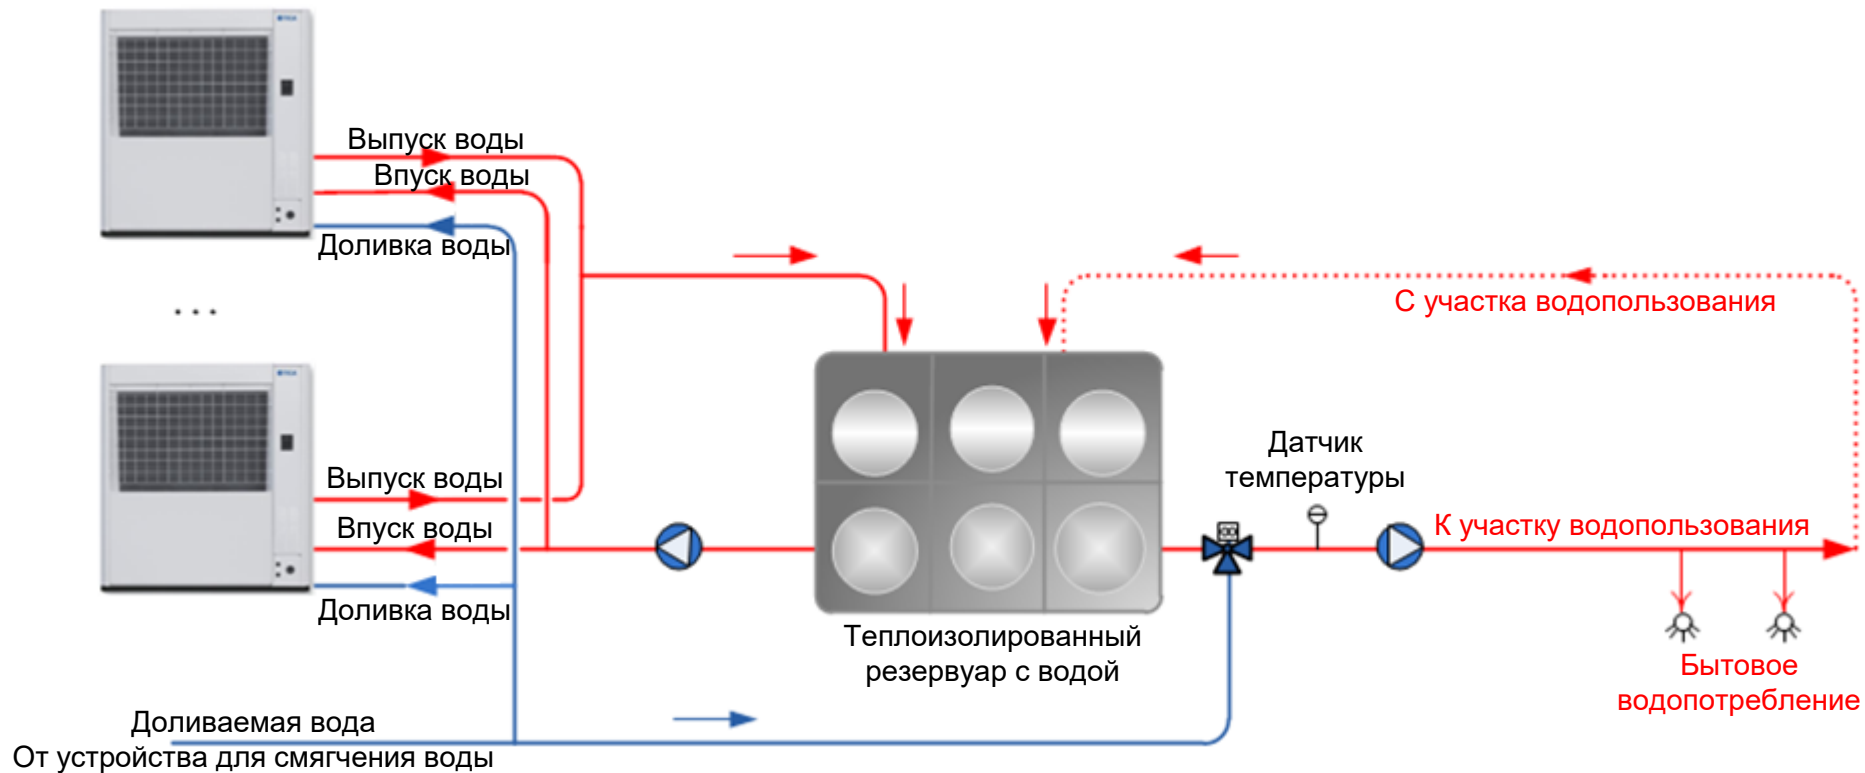 Выпуск воды
Впуск воды
Доливка воды
С участка водопользования
Датчик
температуры
Выпуск воды
Впуск воды
К участку водопользования
Доливка воды
Теплоизолированный
резервуар с водой
Бытовое
водопотребление
Доливаемая вода
От устройства для смягчения воды